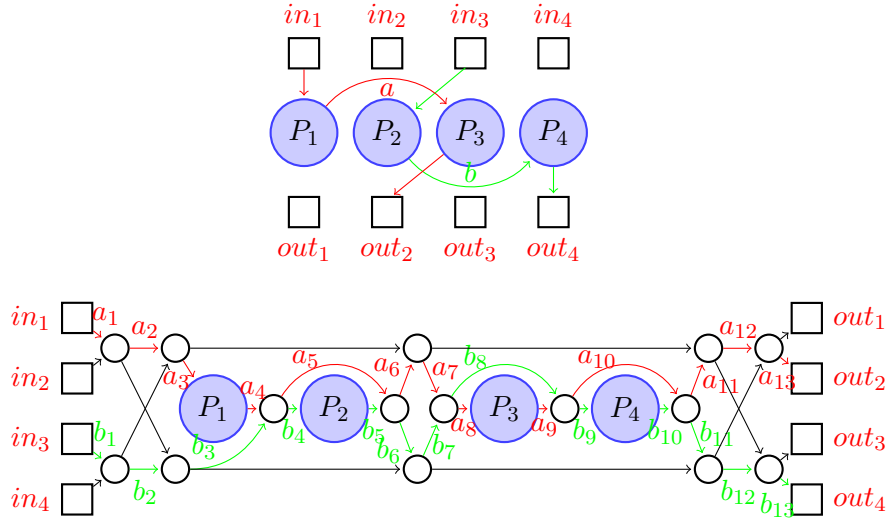 in₁ in₂ in₃ in₄
a
P₁ P₂ P₃ P₄
b
out₁ out₂ out₃ out₄
in₁ a₁ a₂ a₁₂ out₁
a₅ a₆ a₇ b₈ a₁₀
in₂ a₃ a₁₁ a₁₃ out₂
P₁ a₄ P₂ P₃ P₄
b₄ b₅ a₈ a₉ b₉ b₁₀
in₃ b₁ b₃ b₆ b₇ b₁₁ out₃
in₄ b₂ b₁₂ b₁₃ out₄